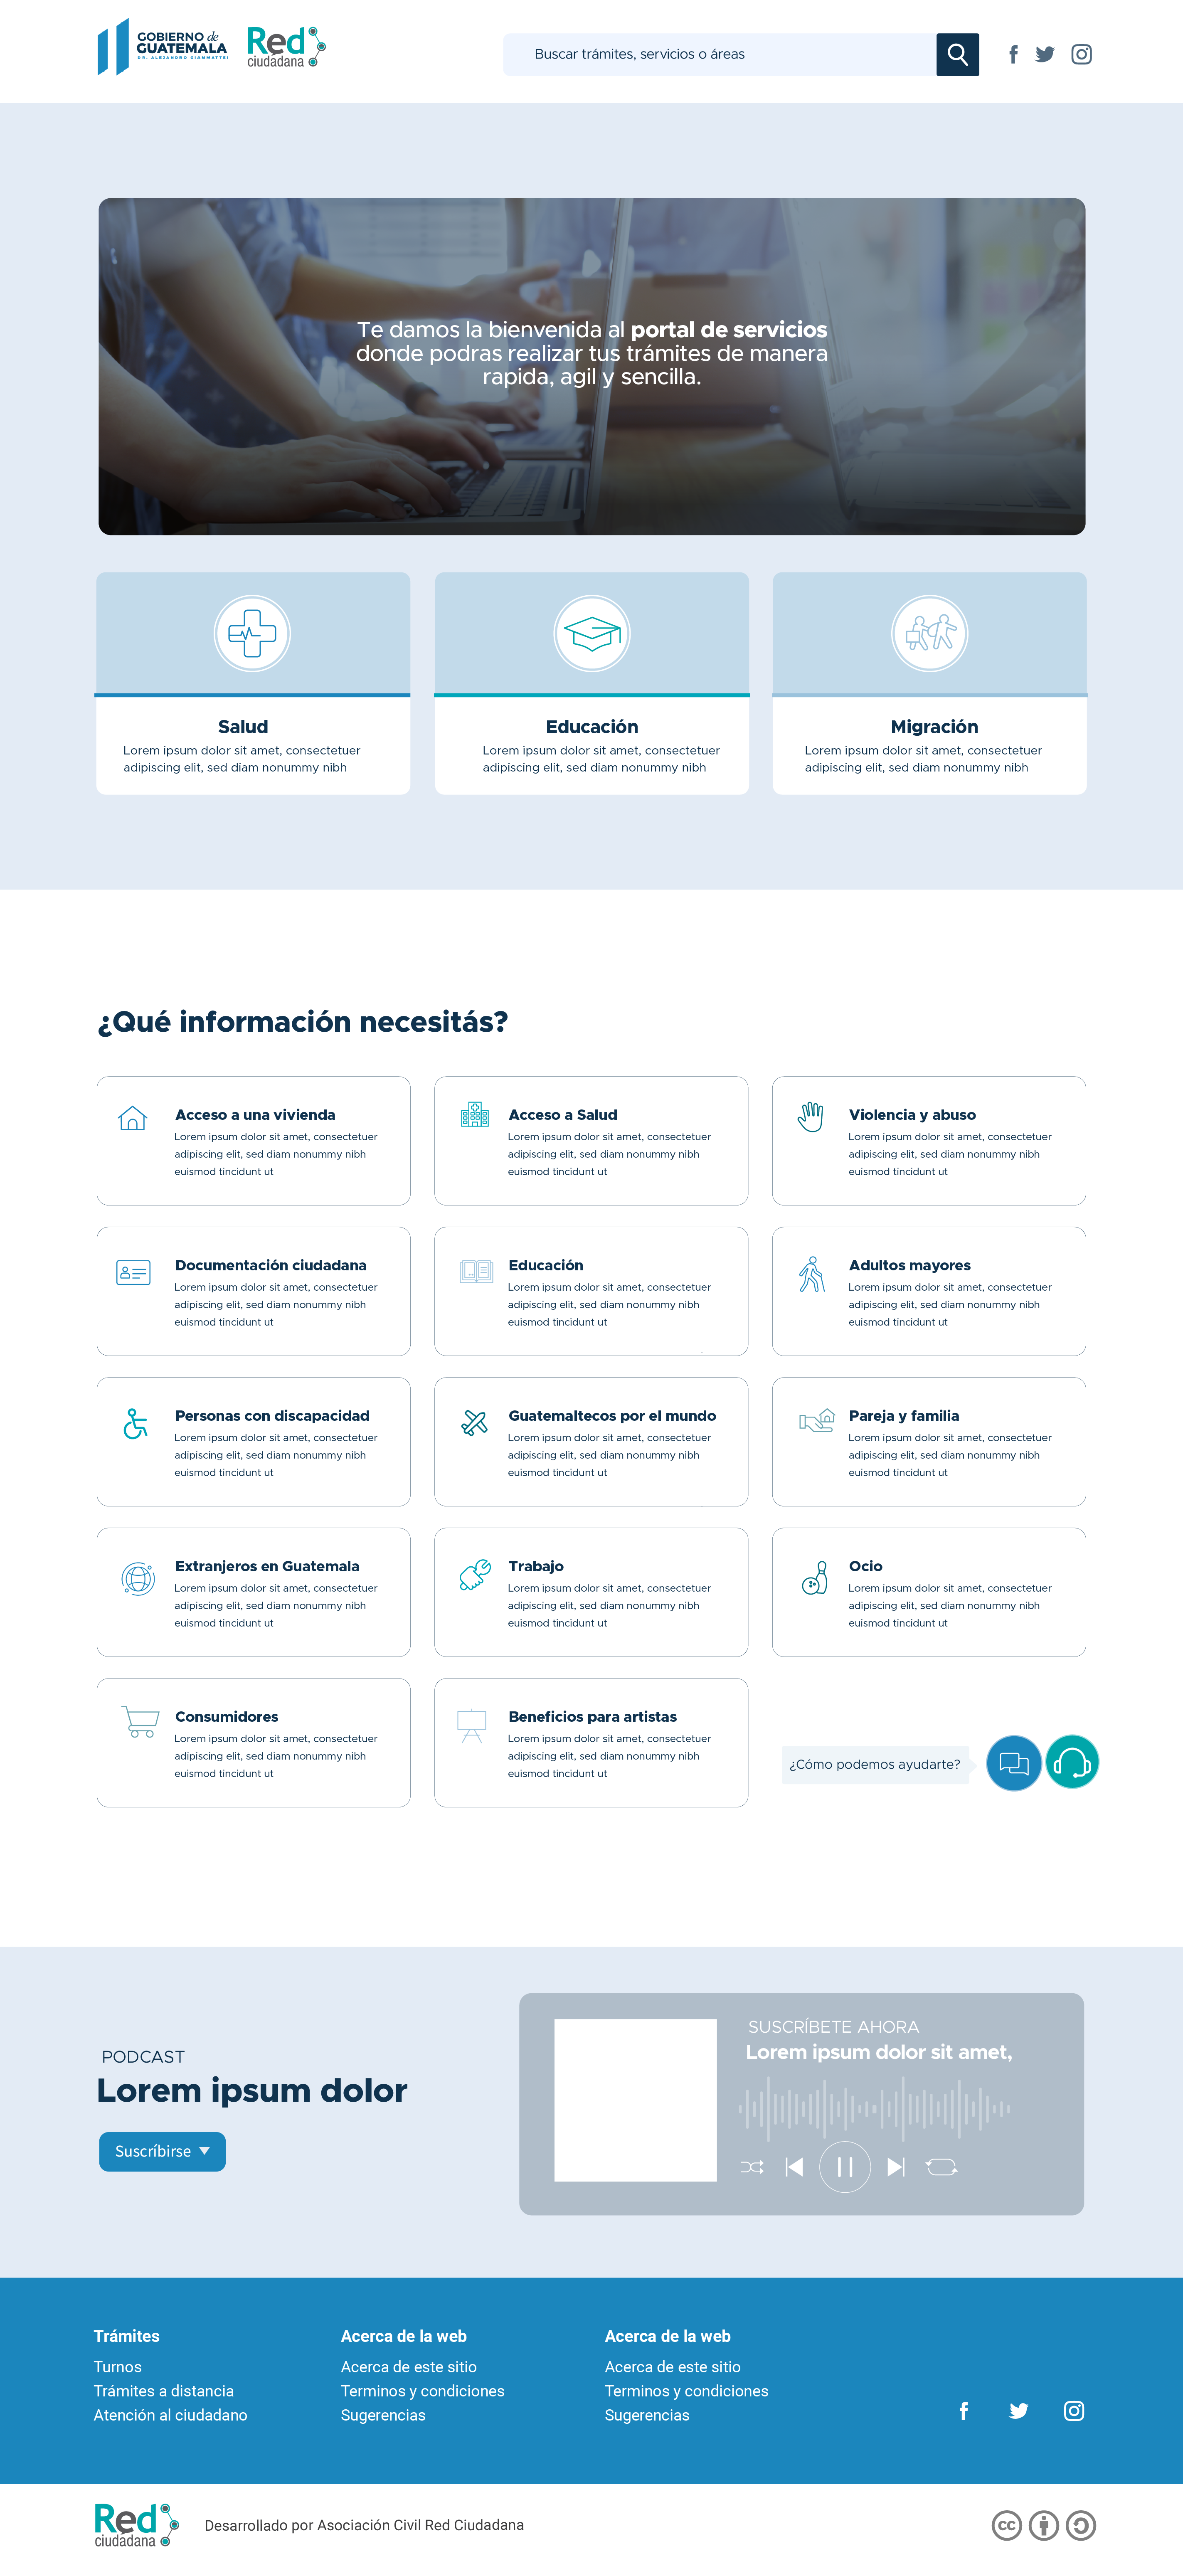 GOBIERNO de
GUATEMALA
DR. ALEJANDRO GIAMMATTEI
Red
ciudadana
Buscar trámites, servicios o áreas
Te damos la bienvenida al portal de servicios
donde podras realizar tus trámites de manera
rapida, agil y sencilla.
Salud
Lorem ipsum dolor sit amet, consectetuer
adipiscing elit, sed diam nonummy nibh
Educación
Lorem ipsum dolor sit amet, consectetuer
adipiscing elit, sed diam nonummy nibh
Migración
Lorem ipsum dolor sit amet, consectetuer
adipiscing elit, sed diam nonummy nibh
¿Qué información necesitás?
Acceso a una vivienda
Lorem ipsum dolor sit amet, consectetuer
adipiscing elit, sed diam nonummy nibh
euismod tincidunt ut
Acceso a Salud
Lorem ipsum dolor sit amet, consectetuer
adipiscing elit, sed diam nonummy nibh
euismod tincidunt ut
Violencia y abuso
Lorem ipsum dolor sit amet, consectetuer
adipiscing elit, sed diam nonummy nibh
euismod tincidunt ut
Documentación ciudadana
Lorem ipsum dolor sit amet, consectetuer
adipiscing elit, sed diam nonummy nibh
euismod tincidunt ut
Educación
Lorem ipsum dolor sit amet, consectetuer
adipiscing elit, sed diam nonummy nibh
euismod tincidunt ut
Adultos mayores
Lorem ipsum dolor sit amet, consectetuer
adipiscing elit, sed diam nonummy nibh
euismod tincidunt ut
Personas con discapacidad
Lorem ipsum dolor sit amet, consectetuer
adipiscing elit, sed diam nonummy nibh
euismod tincidunt ut
Guatemaltecos por el mundo
Lorem ipsum dolor sit amet, consectetuer
adipiscing elit, sed diam nonummy nibh
euismod tincidunt ut
Pareja y familia
Lorem ipsum dolor sit amet, consectetuer
adipiscing elit, sed diam nonummy nibh
euismod tincidunt ut
Extranjeros en Guatemala
Lorem ipsum dolor sit amet, consectetuer
adipiscing elit, sed diam nonummy nibh
euismod tincidunt ut
Trabajo
Lorem ipsum dolor sit amet, consectetuer
adipiscing elit, sed diam nonummy nibh
euismod tincidunt ut
Ocio
Lorem ipsum dolor sit amet, consectetuer
adipiscing elit, sed diam nonummy nibh
euismod tincidunt ut
Consumidores
Lorem ipsum dolor sit amet, consectetuer
adipiscing elit, sed diam nonummy nibh
euismod tincidunt ut
Beneficios para artistas
Lorem ipsum dolor sit amet, consectetuer
adipiscing elit, sed diam nonummy nibh
euismod tincidunt ut
¿Cómo podemos ayudarte?
PODCAST
Lorem ipsum dolor
Suscríbirse
SUSCRÍBETE AHORA
Lorem ipsum dolor sit amet,
Trámites
Turnos
Trámites a distancia
Atención al ciudadano
Acerca de la web
Acerca de este sitio
Terminos y condiciones
Sugerencias
Acerca de la web
Acerca de este sitio
Terminos y condiciones
Sugerencias
Red
ciudadana
Desarrollado por Asociación Civil Red Ciudadana
cc